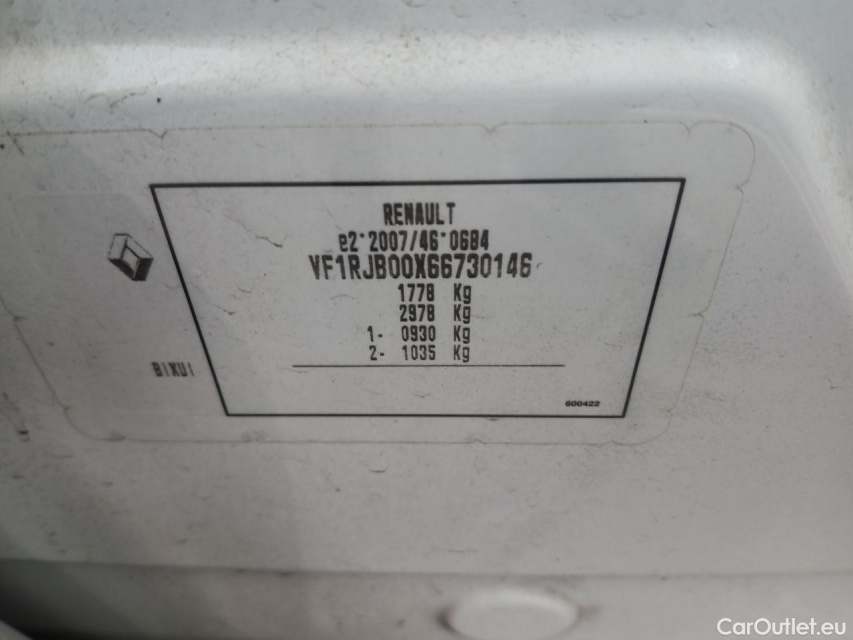 RENAULT
e2*2007/46*0684
VF1RJB00X66730146
1778 Kg
2978 Kg
1- 0930 Kg
2- 1035 Kg
600422
CarOutlet.eu